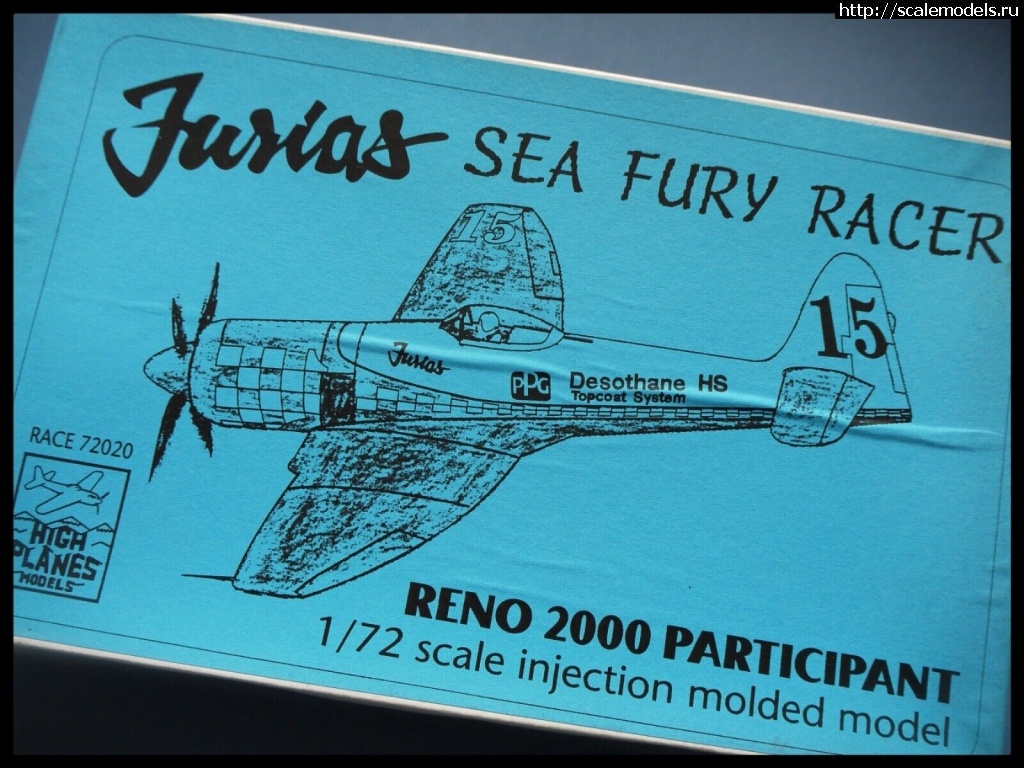 http://scalemodels.ru
Furias SEA FURY RACER
15
15
Furias
PPG
Desothane HS
Topcoat System
RACE 72020
HIGH
PLANES
MODELS
RENO 2000 PARTICIPANT
1/72 scale injection molded model